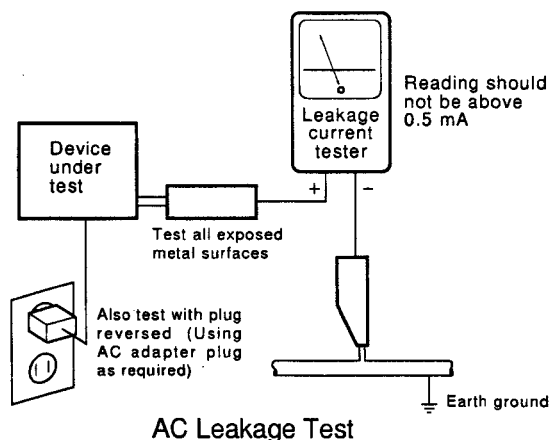 Leakage
current
tester
Reading should
not be above
0.5 mA
Device
under
test
+
−
Test all exposed
metal surfaces
Also test with plug
reversed (Using
AC adapter plug
as required)
Earth ground
AC Leakage Test